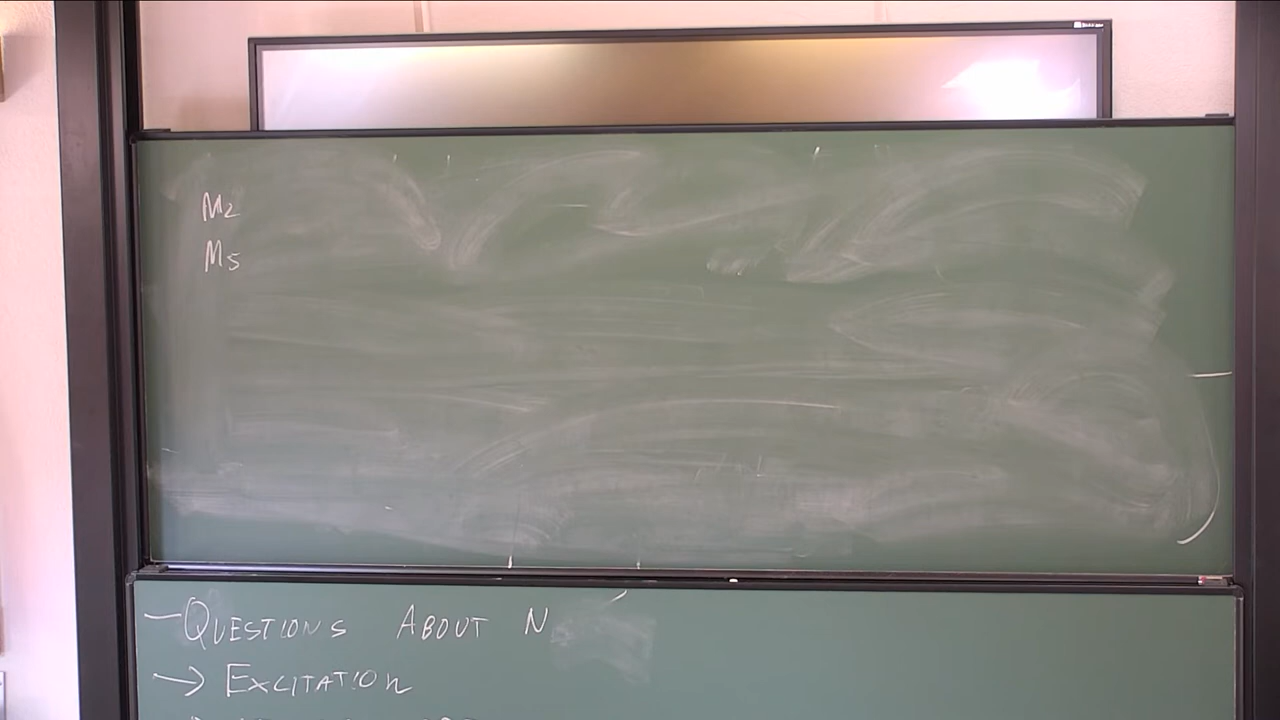 M2
M5
- QUESTIONS ABOUT N
→ EXCITATION